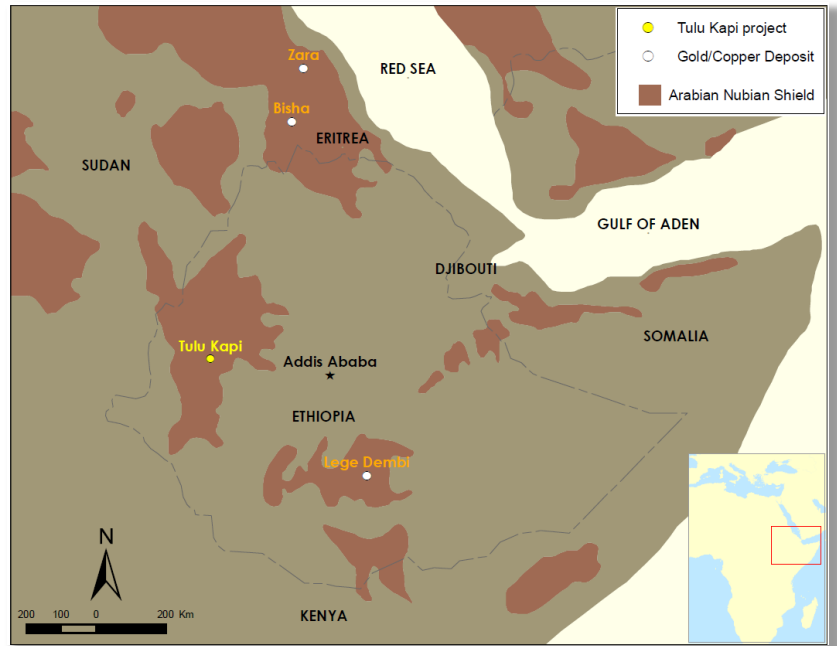 Tulu Kapi project
Gold/Copper Deposit
Arabian Nubian Shield
Zara
RED SEA
Bisha
ERITREA
SUDAN
GULF OF ADEN
DJIBOUTI
SOMALIA
Tulu Kapi
Addis Ababa
ETHIOPIA
Lege Dembi
N
200 100 0 200 Km
KENYA